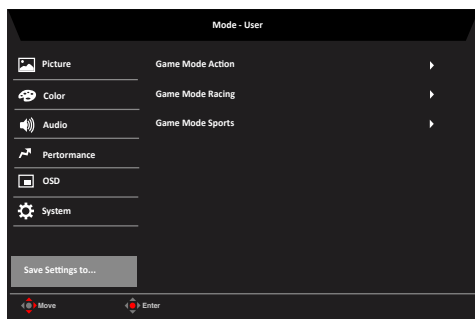 Mode - User
Picture
Game Mode Action
Color
Game Mode Racing
Audio
Game Mode Sports
Pertormance
OSD
System
Save Settings to...
Move
Enter